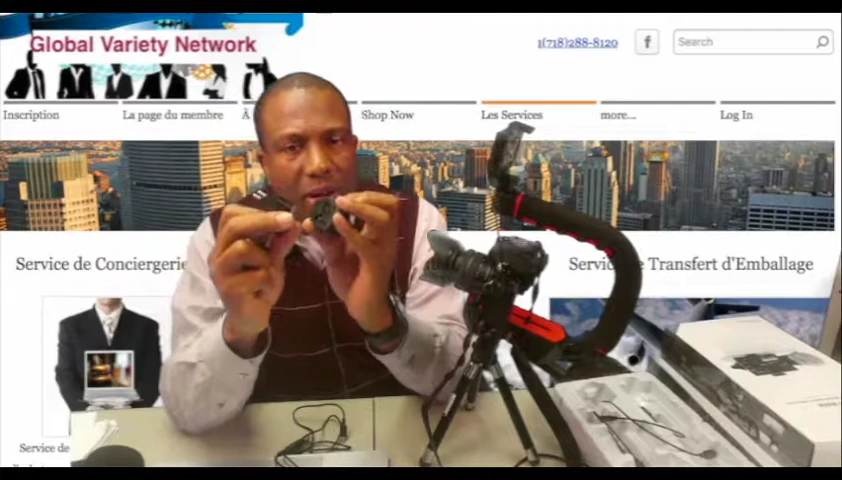 Global Variety Network
1(718)288-8120
f
Search
Inscription
La page du membre
À
Shop Now
Les Services
more...
Log In
Service de Conciergerie
Servic e Transfert d'Emballage
Service de